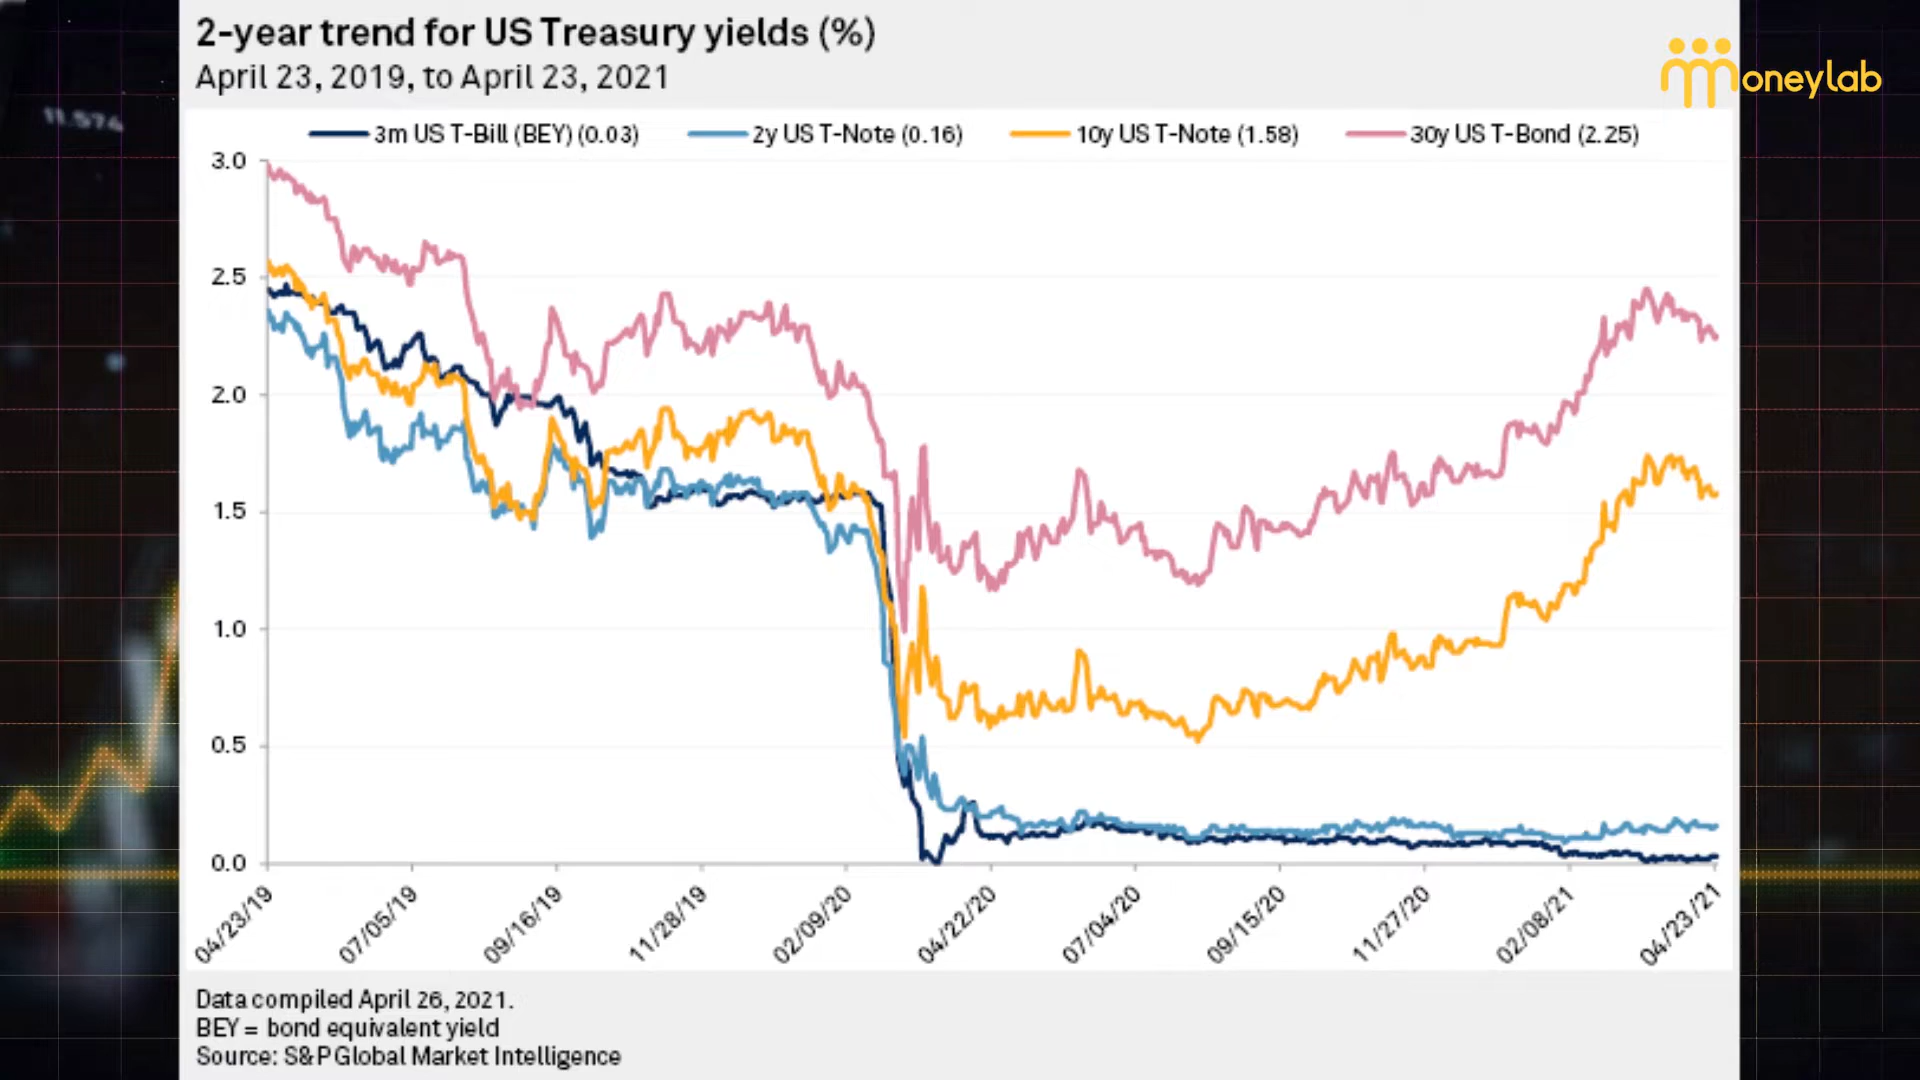 2-year trend for US Treasury yields (%)
April 23, 2019, to April 23, 2021
moneylab
11.574
3m US T-Bill (BEY) (0.03) 2y US T-Note (0.16) 10y US T-Note (1.58) 30y US T-Bond (2.25)
3.0
2.5
2.0
1.5
1.0
0.5
0.0
04/23/19 07/05/19 09/16/19 11/28/19 02/09/20 04/22/20 07/04/20 09/15/20 11/27/20 02/08/21 04/23/21
Data compiled April 26, 2021.
BEY = bond equivalent yield
Source: S&P Global Market Intelligence